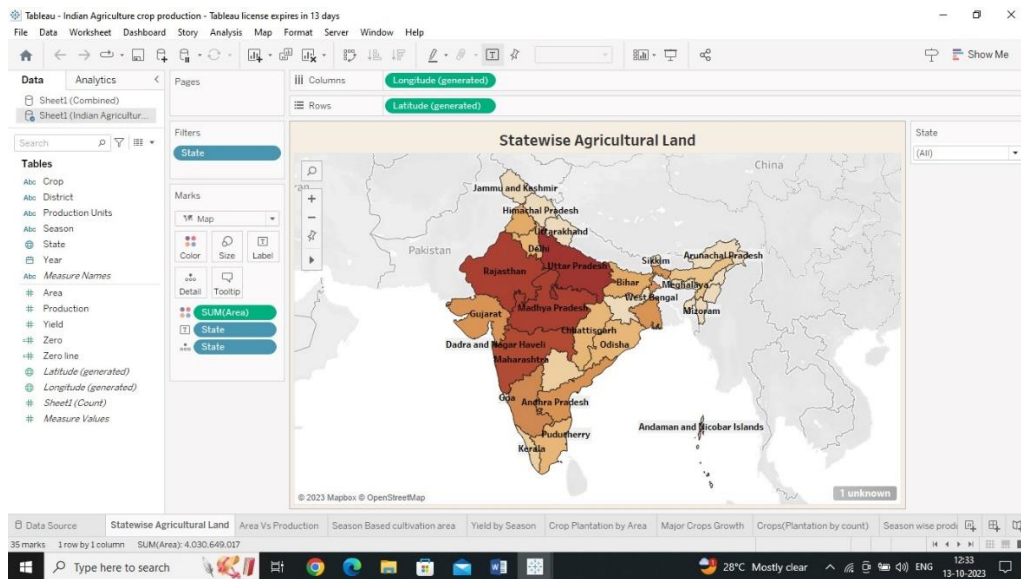 Tableau - Indian Agriculture crop production - Tableau license expires in 13 days
File Data Worksheet Dashboard Story Analysis Map Format Server Window Help
Show Me
Data Analytics
Pages
Columns
Longitude (generated)
Sheet1 (Combined)
Sheet1 (Indian Agricultur...
Rows
Latitude (generated)
Search
Filters
State
Statewise Agricultural Land
State
(All)
Tables
Abc Crop
Abc District
Abc Production Units
Abc Season
State
Year
Abc Measure Names
# Area
# Production
# Yield
=# Zero
=# Zero line
Latitude (generated)
Longitude (generated)
# Sheet1 (Count)
# Measure Values
Marks
Map
Color Size Label
Detail Tooltip
SUM(Area)
State
State
China
Jammu and Kashmir
Himachal Pradesh
Uttarakhand
Pakistan
Delhi
Sikkim
Arunachal Pradesh
Rajasthan
Uttar Pradesh
Bihar
Meghalaya
West Bengal
Gujarat
Madhya Pradesh
Mizoram
Chhattisgarh
Dadra and Nagar Haveli
Odisha
Maharashtra
Goa
Andhra Pradesh
Puducherry
Andaman and Nicobar Islands
Kerala
© 2023 Mapbox © OpenStreetMap
1 unknown
Data Source Statewise Agricultural Land Area Vs Production Season Based cultivation area Yield by Season Crop Plantation by Area Major Crops Growth Crops(Plantation by count) Season wise prod
35 marks 1 row by 1 column SUM(Area): 4,030,649,017
Type here to search
28°C Mostly clear
ENG
12:33
13-10-2023